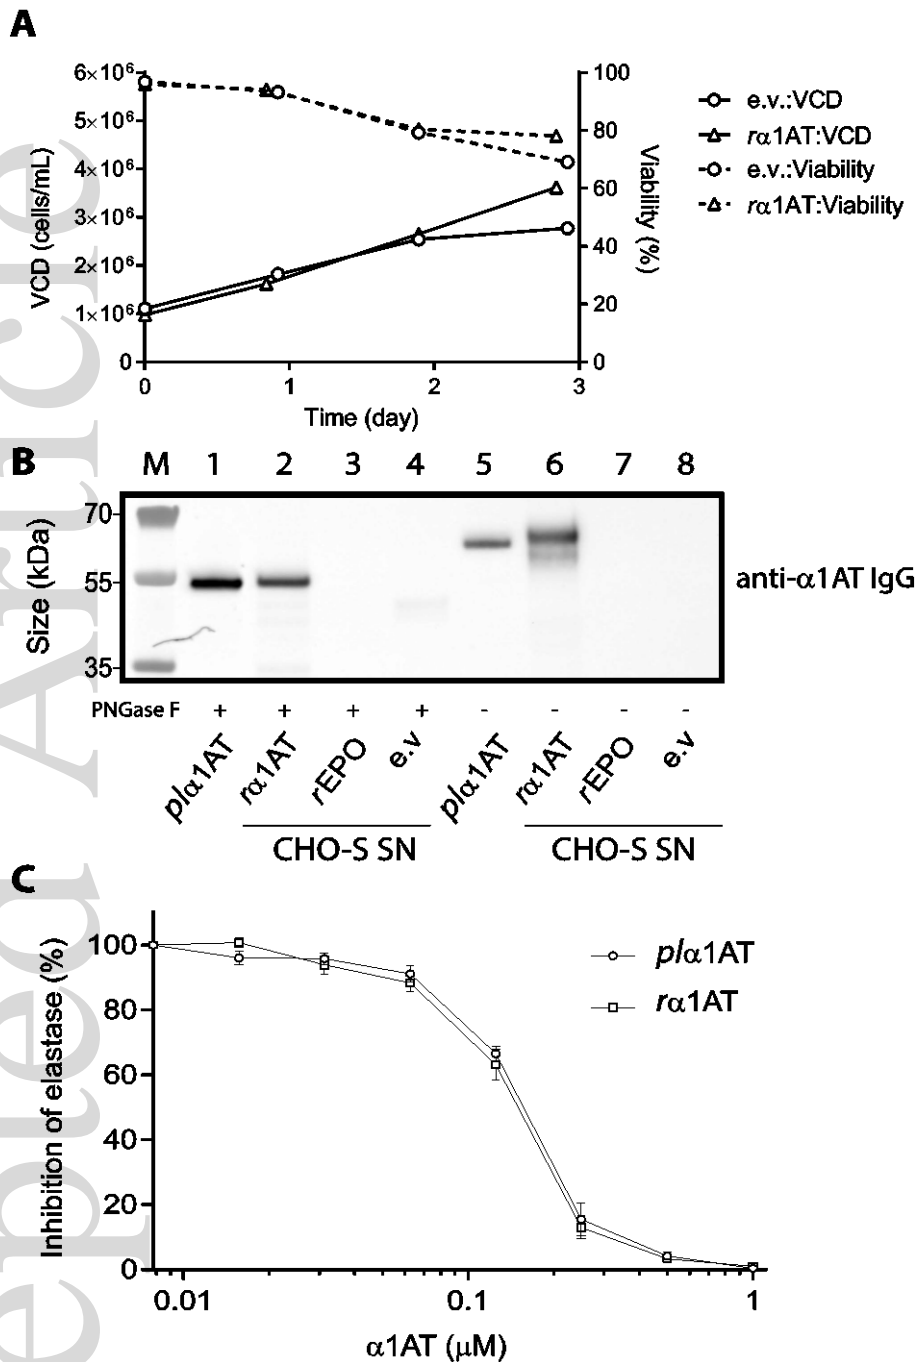 A
6×10⁶
5×10⁶
4×10⁶
3×10⁶
2×10⁶
1×10⁶
0
VCD (cells/mL)
100
80
60
40
20
0
Viability (%)
0 1 2 3
Time (day)
e.v.:VCD
rα1AT:VCD
e.v.:Viability
rα1AT:Viability
B
M 1 2 3 4 5 6 7 8
70
55
35
Size (kDa)
anti-α1AT IgG
PNGase F + + + + - - - -
plα1AT rα1AT rEPO e.v plα1AT rα1AT rEPO e.v
CHO-S SN CHO-S SN
C
100
80
60
40
20
0
Inhibition of elastase (%)
plα1AT
rα1AT
0.01 0.1 1
α1AT (μM)
epted Article